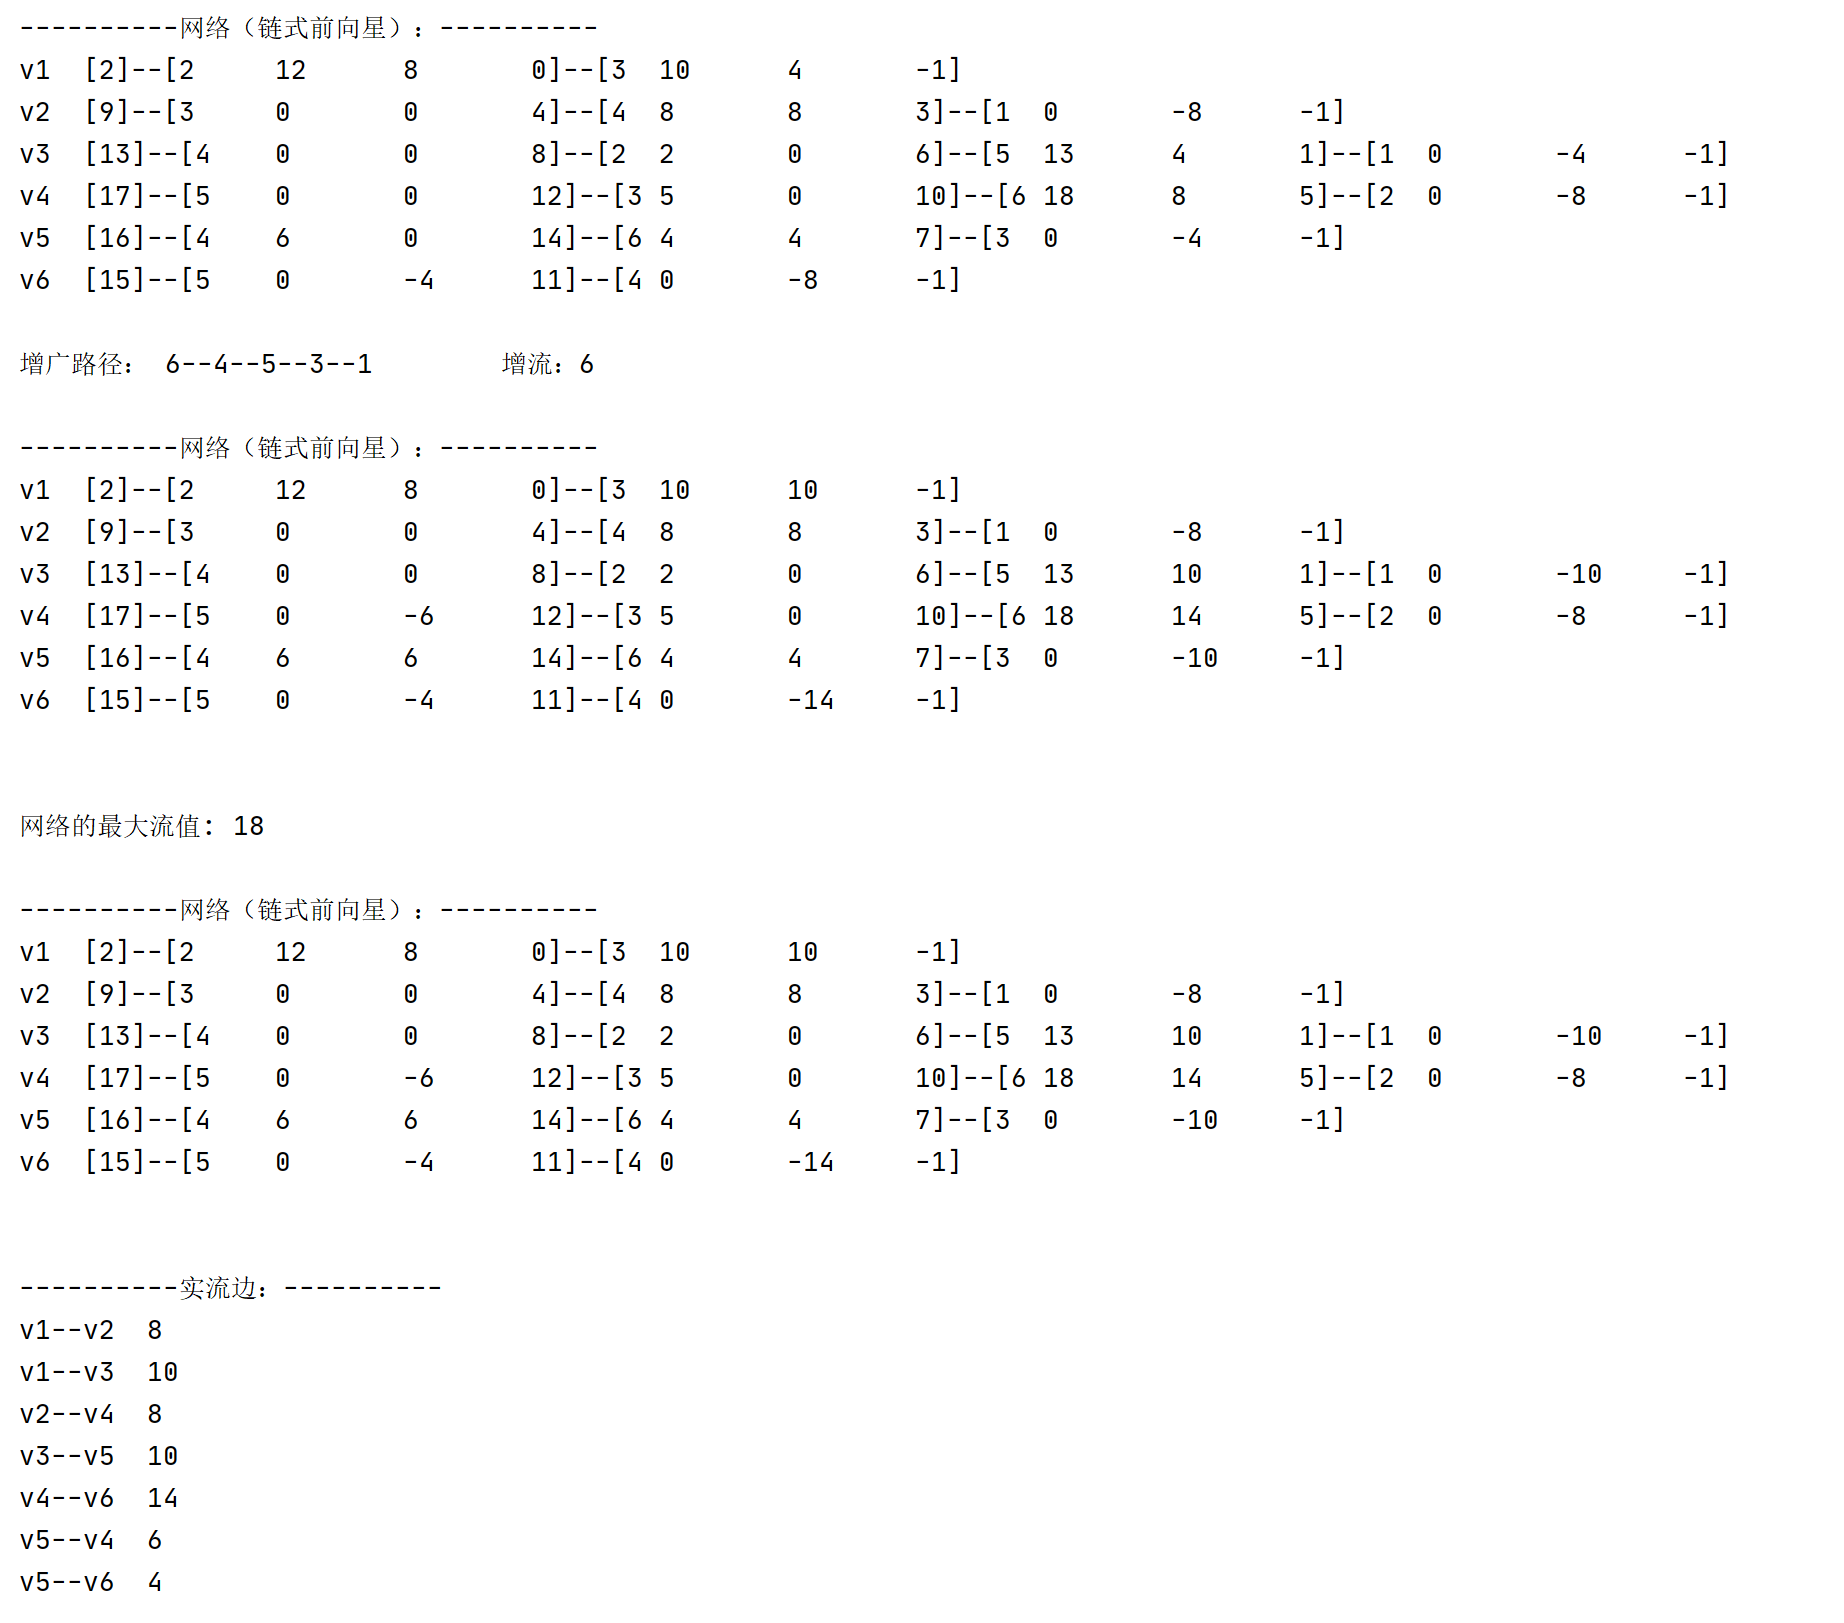 ----------网络（链式前向星）：----------
v1 [2]--[2 12 8 0]--[3 10 4 -1]
v2 [9]--[3 0 0 4]--[4 8 8 3]--[1 0 -8 -1]
v3 [13]--[4 0 0 8]--[2 2 0 6]--[5 13 4 1]--[1 0 -4 -1]
v4 [17]--[5 0 0 12]--[3 5 0 10]--[6 18 8 5]--[2 0 -8 -1]
v5 [16]--[4 6 0 14]--[6 4 4 7]--[3 0 -4 -1]
v6 [15]--[5 0 -4 11]--[4 0 -8 -1]
增广路径： 6--4--5--3--1 增流：6
----------网络（链式前向星）：----------
v1 [2]--[2 12 8 0]--[3 10 10 -1]
v2 [9]--[3 0 0 4]--[4 8 8 3]--[1 0 -8 -1]
v3 [13]--[4 0 0 8]--[2 2 0 6]--[5 13 10 1]--[1 0 -10 -1]
v4 [17]--[5 0 -6 12]--[3 5 0 10]--[6 18 14 5]--[2 0 -8 -1]
v5 [16]--[4 6 6 14]--[6 4 4 7]--[3 0 -10 -1]
v6 [15]--[5 0 -4 11]--[4 0 -14 -1]
网络的最大流值: 18
----------网络（链式前向星）：----------
v1 [2]--[2 12 8 0]--[3 10 10 -1]
v2 [9]--[3 0 0 4]--[4 8 8 3]--[1 0 -8 -1]
v3 [13]--[4 0 0 8]--[2 2 0 6]--[5 13 10 1]--[1 0 -10 -1]
v4 [17]--[5 0 -6 12]--[3 5 0 10]--[6 18 14 5]--[2 0 -8 -1]
v5 [16]--[4 6 6 14]--[6 4 4 7]--[3 0 -10 -1]
v6 [15]--[5 0 -4 11]--[4 0 -14 -1]
----------实流边：----------
v1--v2 8
v1--v3 10
v2--v4 8
v3--v5 10
v4--v6 14
v5--v4 6
v5--v6 4